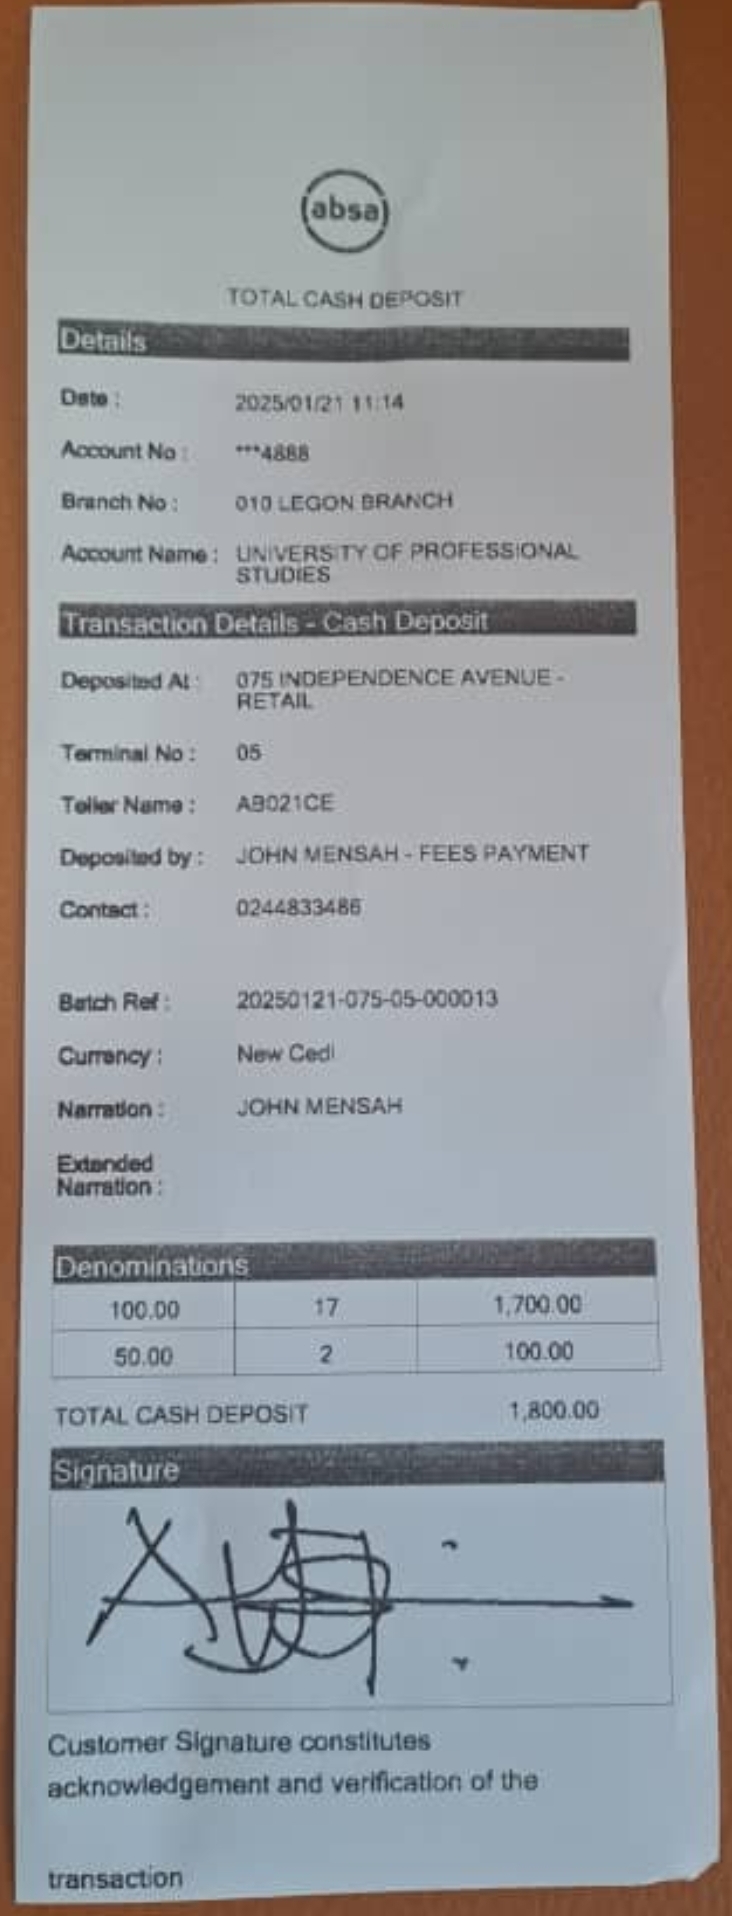 absa
TOTAL CASH DEPOSIT
Details
Date : 2025/01/21 11:14
Account No : ***4888
Branch No : 010 LEGON BRANCH
Account Name : UNIVERSITY OF PROFESSIONAL
STUDIES
Transaction Details - Cash Deposit
Deposited At : 075 INDEPENDENCE AVENUE -
RETAIL
Terminal No : 05
Teller Name : AB021CE
Deposited by : JOHN MENSAH - FEES PAYMENT
Contact : 0244833486
Batch Ref : 20250121-075-05-000013
Currency : New Cedi
Narration : JOHN MENSAH
Extended
Narration :
Denominations
100.00 17 1,700.00
50.00 2 100.00
TOTAL CASH DEPOSIT 1,800.00
Signature
Customer Signature constitutes
acknowledgement and verification of the
transaction